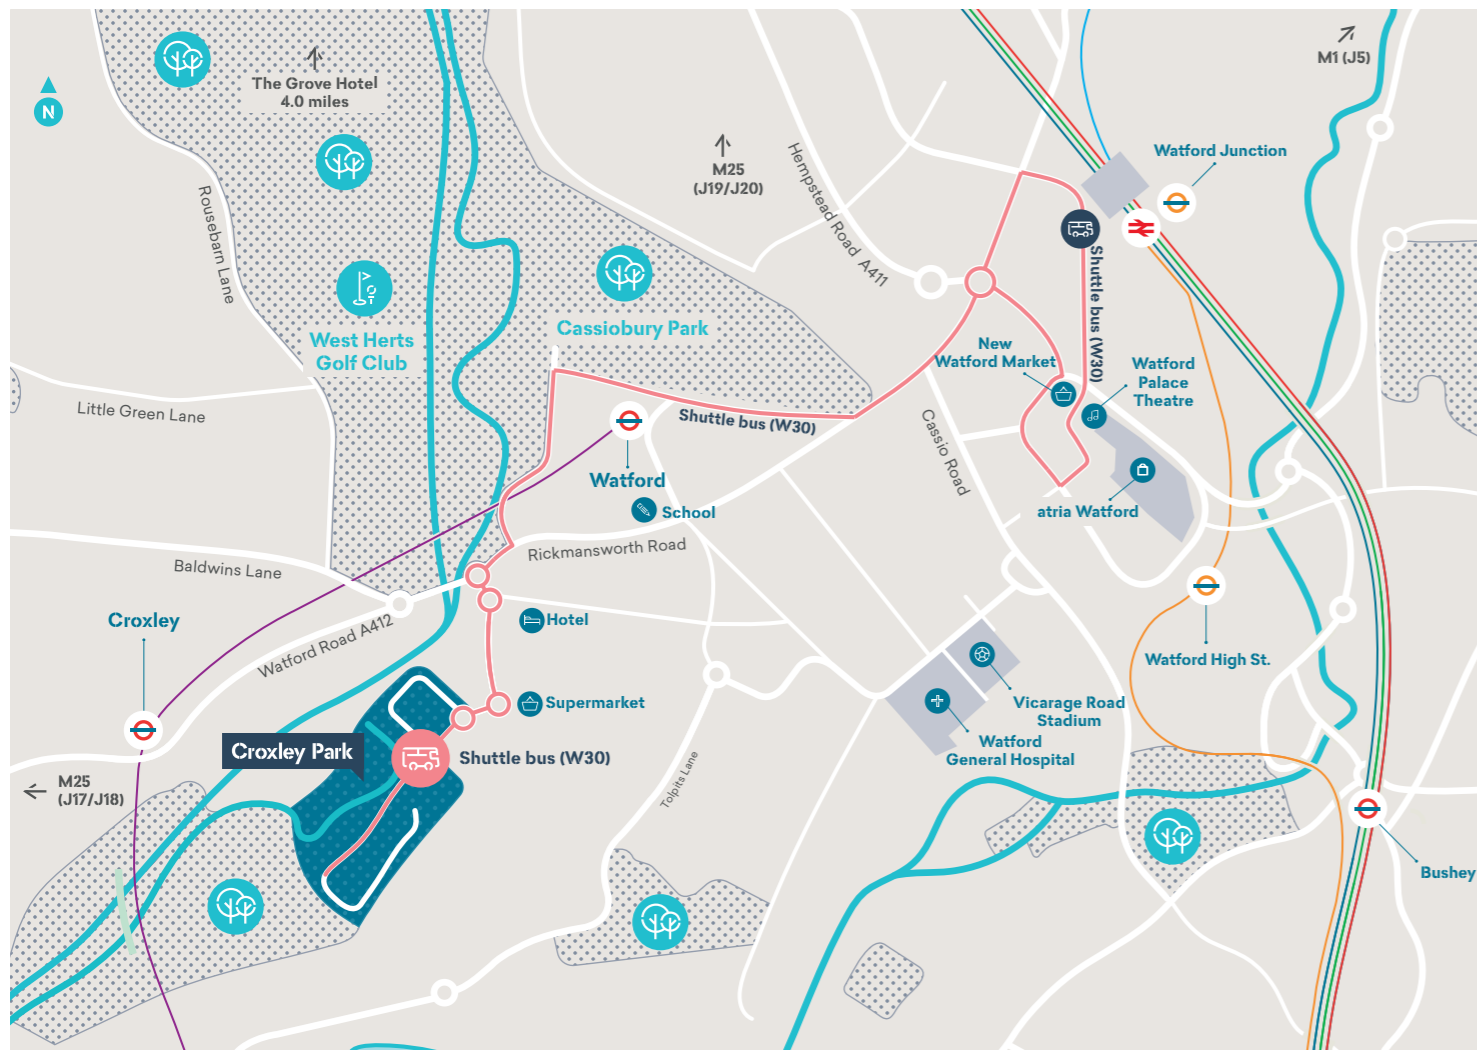 The Grove Hotel
4.0 miles
M1 (J5)
N
M25
(J19/J20)
Hempstead Road A411
Watford Junction
Rousebarn Lane
Shuttle bus (W30)
West Herts
Golf Club
Cassiobury Park
New
Watford Market
Watford
Palace
Theatre
Little Green Lane
Shuttle bus (W30)
Cassio Road
Watford
School
atria Watford
Rickmansworth Road
Baldwins Lane
Croxley
Watford Road A412
Hotel
Watford High St.
Supermarket
Vicarage Road
Stadium
Watford
General Hospital
Croxley Park
Shuttle bus (W30)
M25
(J17/J18)
Tolpits Lane
Bushey